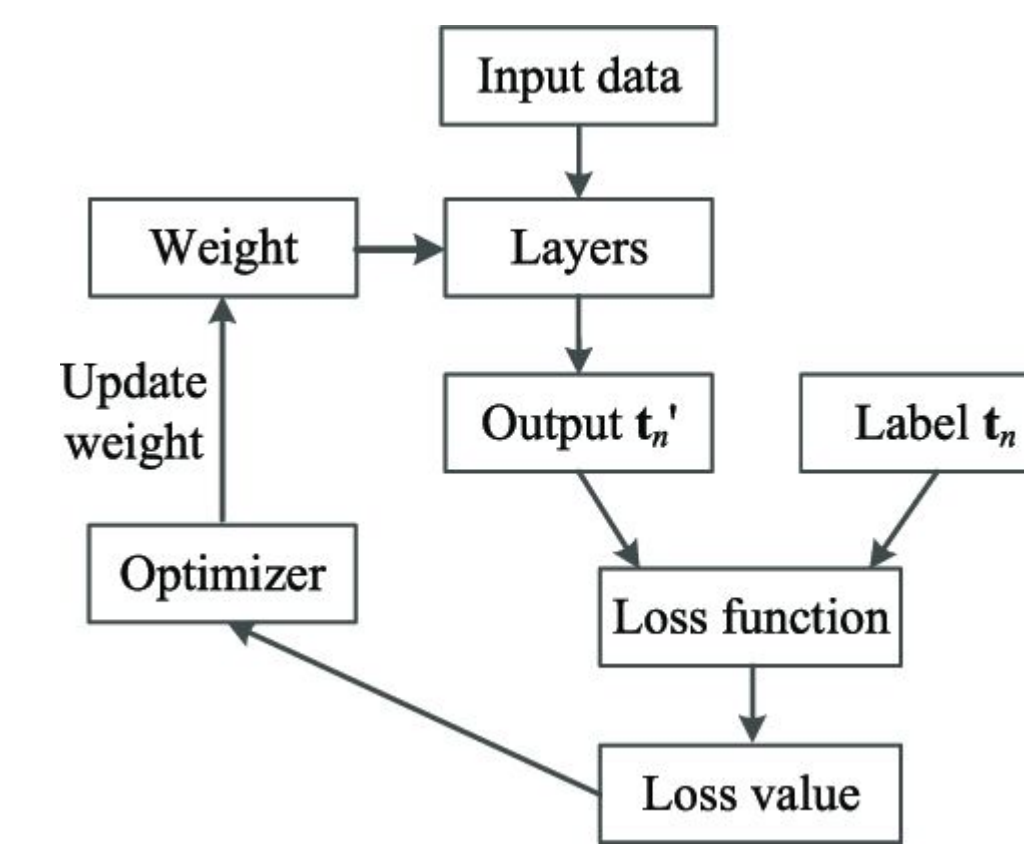 Input data
Weight
Layers
Update
weight
Output tₙ'
Label tₙ
Optimizer
Loss function
Loss value